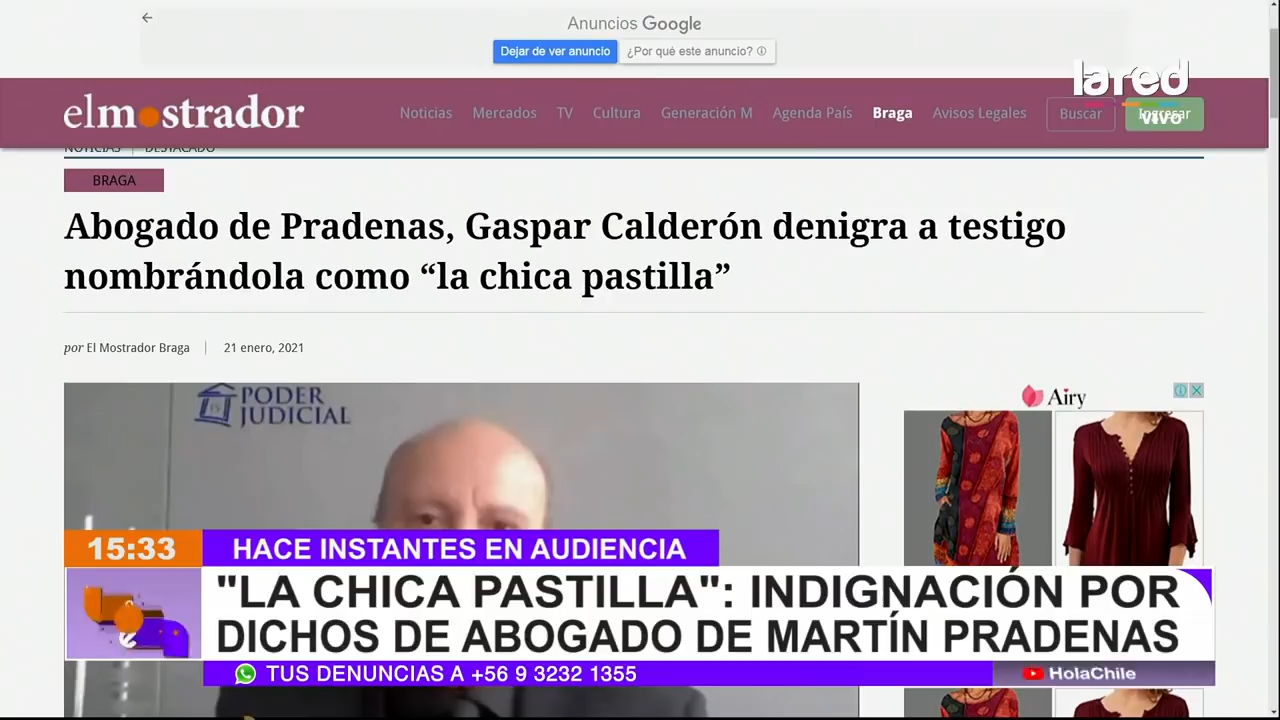 Anuncios Google
Dejar de ver anuncio
¿Por qué este anuncio?
lared
vivo
elmostrador
Noticias Mercados TV Cultura Generación M Agenda País Braga Avisos Legales Buscar
NOTICIAS DESTACADO
BRAGA
Abogado de Pradenas, Gaspar Calderón denigra a testigo
nombrándola como “la chica pastilla”
por El Mostrador Braga 21 enero, 2021
PODER
JUDICIAL
Airy
15:33 HACE INSTANTES EN AUDIENCIA
"LA CHICA PASTILLA": INDIGNACIÓN POR
DICHOS DE ABOGADO DE MARTÍN PRADENAS
TUS DENUNCIAS A +56 9 3232 1355
HolaChile